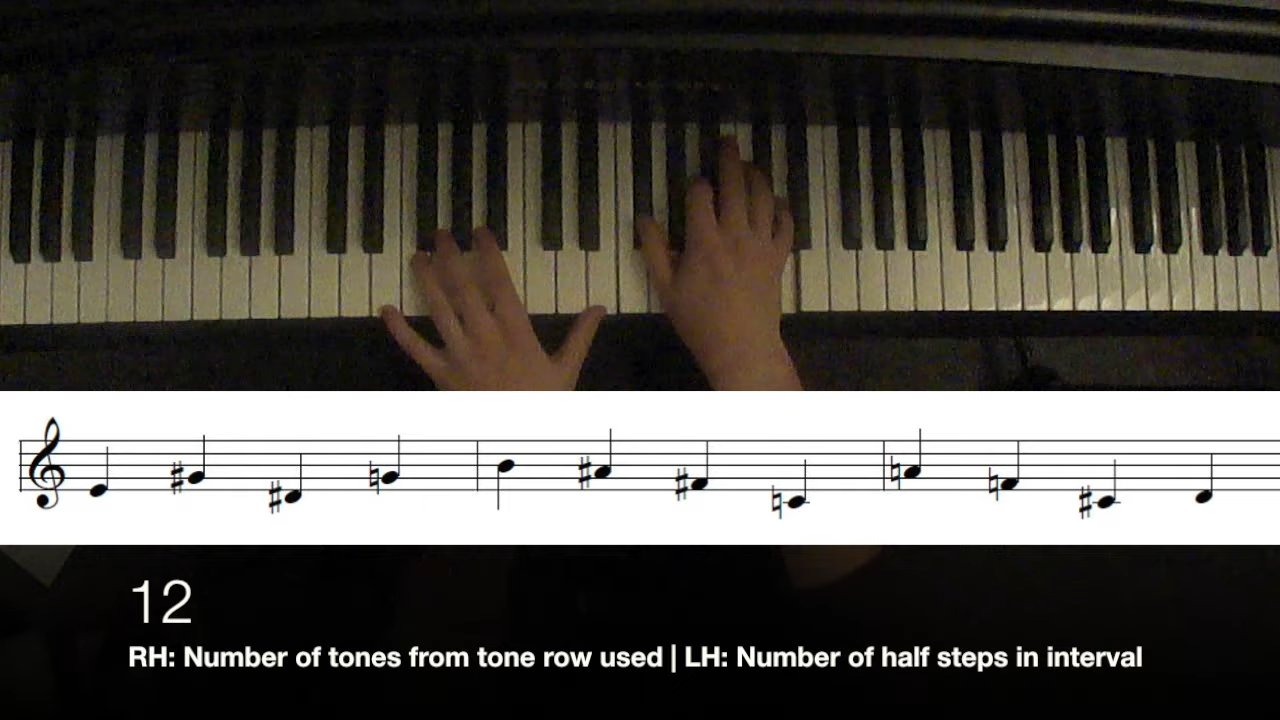 12
RH: Number of tones from tone row used | LH: Number of half steps in interval